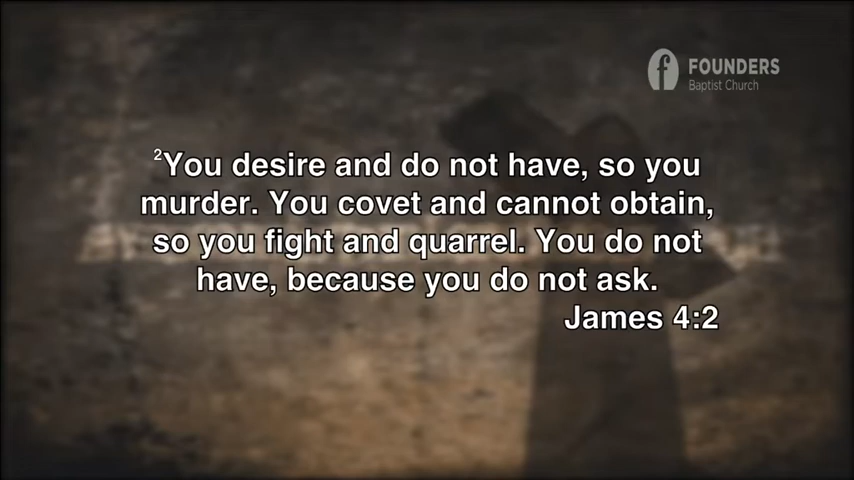 FOUNDERS
Baptist Church
2You desire and do not have, so you
murder. You covet and cannot obtain,
so you fight and quarrel. You do not
have, because you do not ask.
James 4:2